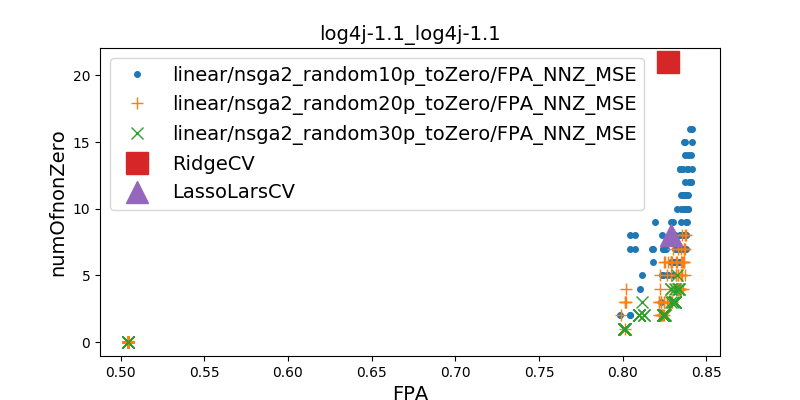 log4j-1.1_log4j-1.1
linear/nsga2_random10p_toZero/FPA_NNZ_MSE
linear/nsga2_random20p_toZero/FPA_NNZ_MSE
linear/nsga2_random30p_toZero/FPA_NNZ_MSE
RidgeCV
LassoLarsCV
numOfnonZero
20
15
10
5
0
0.50 0.55 0.60 0.65 0.70 0.75 0.80 0.85
FPA